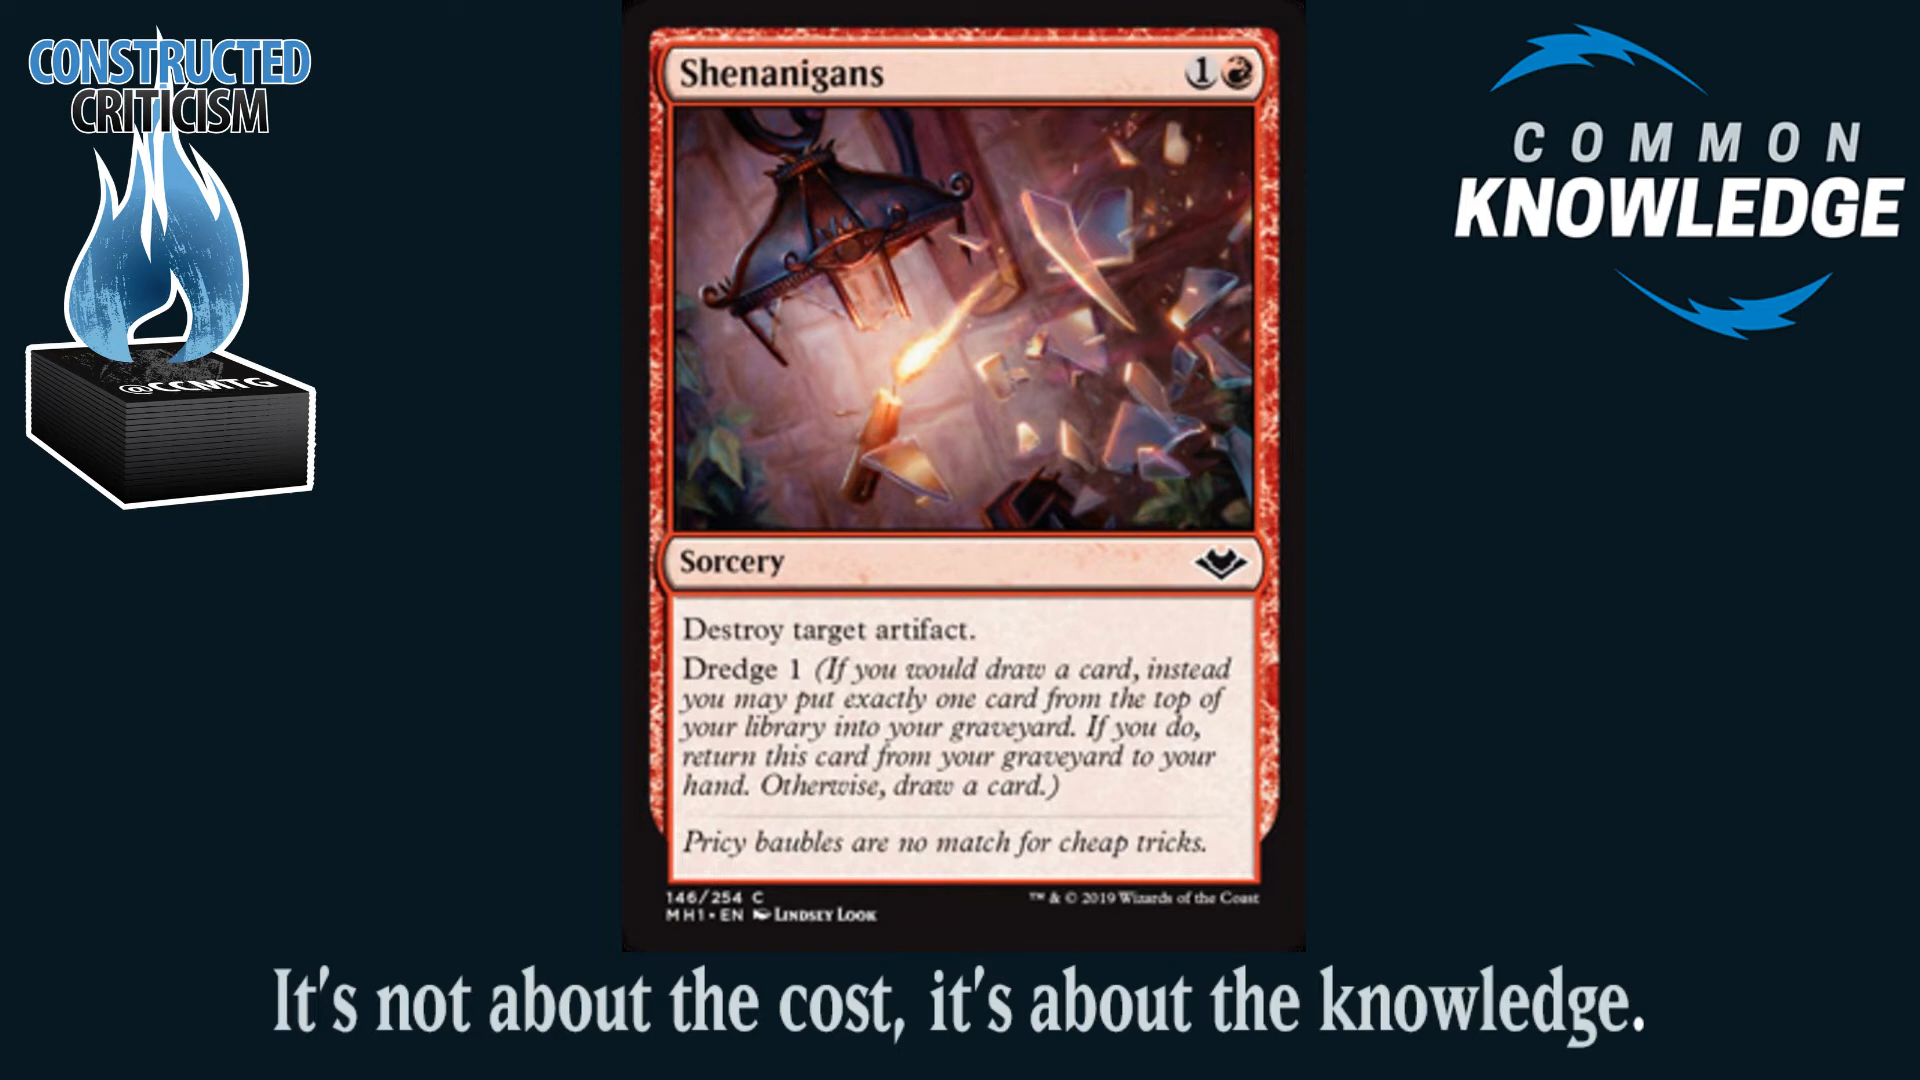 CONSTRUCTED
CRITICISM
@CCMTG
Shenanigans 1
Sorcery
Destroy target artifact.
Dredge 1 (If you would draw a card, instead
you may put exactly one card from the top of
your library into your graveyard. If you do,
return this card from your graveyard to your
hand. Otherwise, draw a card.)
Pricy baubles are no match for cheap tricks.
146/254 C
MH1 • EN Lindsey Look
™ & © 2019 Wizards of the Coast
COMMON
KNOWLEDGE
It's not about the cost, it's about the knowledge.